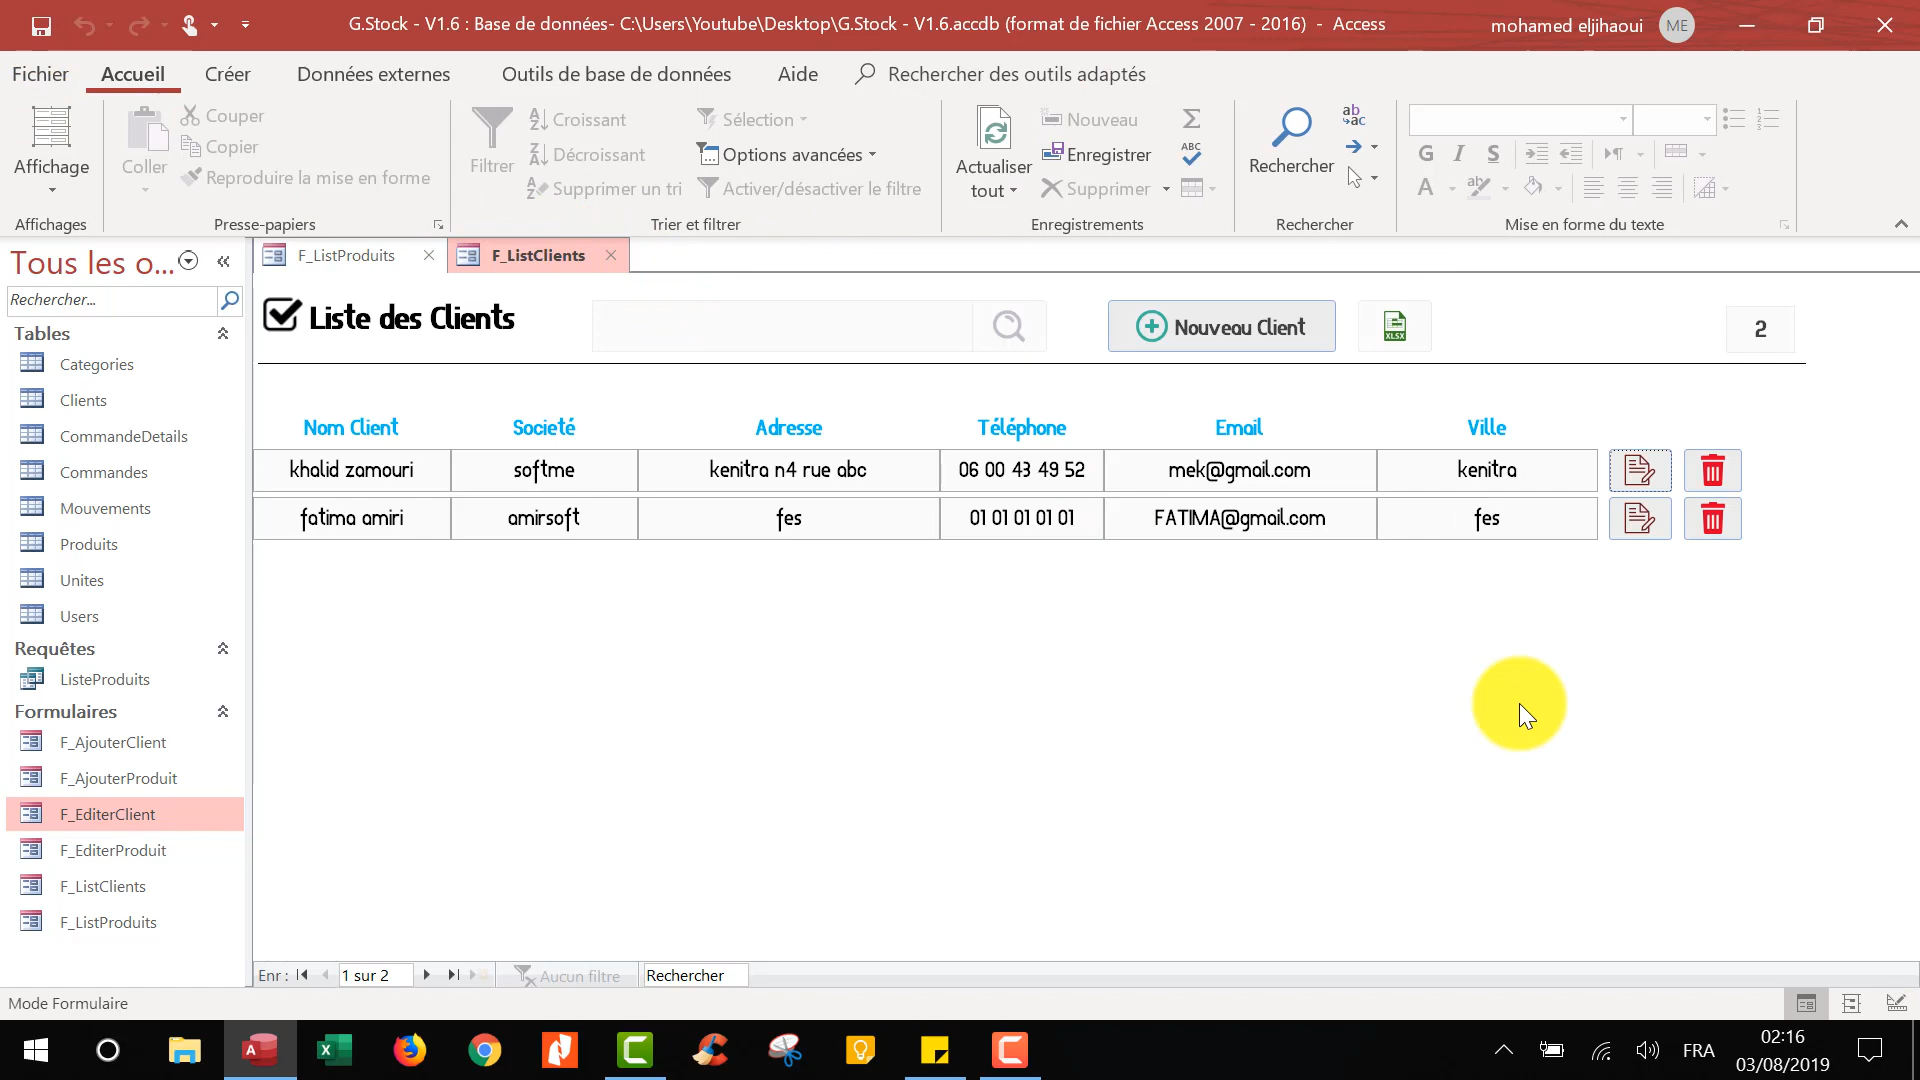 G.Stock - V1.6 : Base de données- C:\Users\Youtube\Desktop\G.Stock - V1.6.accdb (format de fichier Access 2007 - 2016)  -  Access
mohamed eljihaoui
ME
Fichier
Accueil
Créer
Données externes
Outils de base de données
Aide
Rechercher des outils adaptés
Affichage
Coller
Couper
Copier
Reproduire la mise en forme
Filtrer
Croissant
Décroissant
Supprimer un tri
Sélection
Options avancées
Activer/désactiver le filtre
Actualiser
tout
Nouveau
Enregistrer
Supprimer
Rechercher
G I S
Affichages
Presse-papiers
Trier et filtrer
Enregistrements
Rechercher
Mise en forme du texte
Tous les o...
Rechercher...
Tables
Categories
Clients
CommandeDetails
Commandes
Mouvements
Produits
Unites
Users
Requêtes
ListeProduits
Formulaires
F_AjouterClient
F_AjouterProduit
F_EditerClient
F_EditerProduit
F_ListClients
F_ListProduits
F_ListProduits
F_ListClients
Liste des Clients
Nouveau Client
XLSX
2
Nom Client Societé Adresse Téléphone Email Ville
khalid zamouri softme kenitra n4 rue abc 06 00 43 49 52 mek@gmail.com kenitra
fatima amiri amirsoft fes 01 01 01 01 01 FATIMA@gmail.com fes
Enr : 1 sur 2 Aucun filtre Rechercher
Mode Formulaire
FRA
02:16
03/08/2019